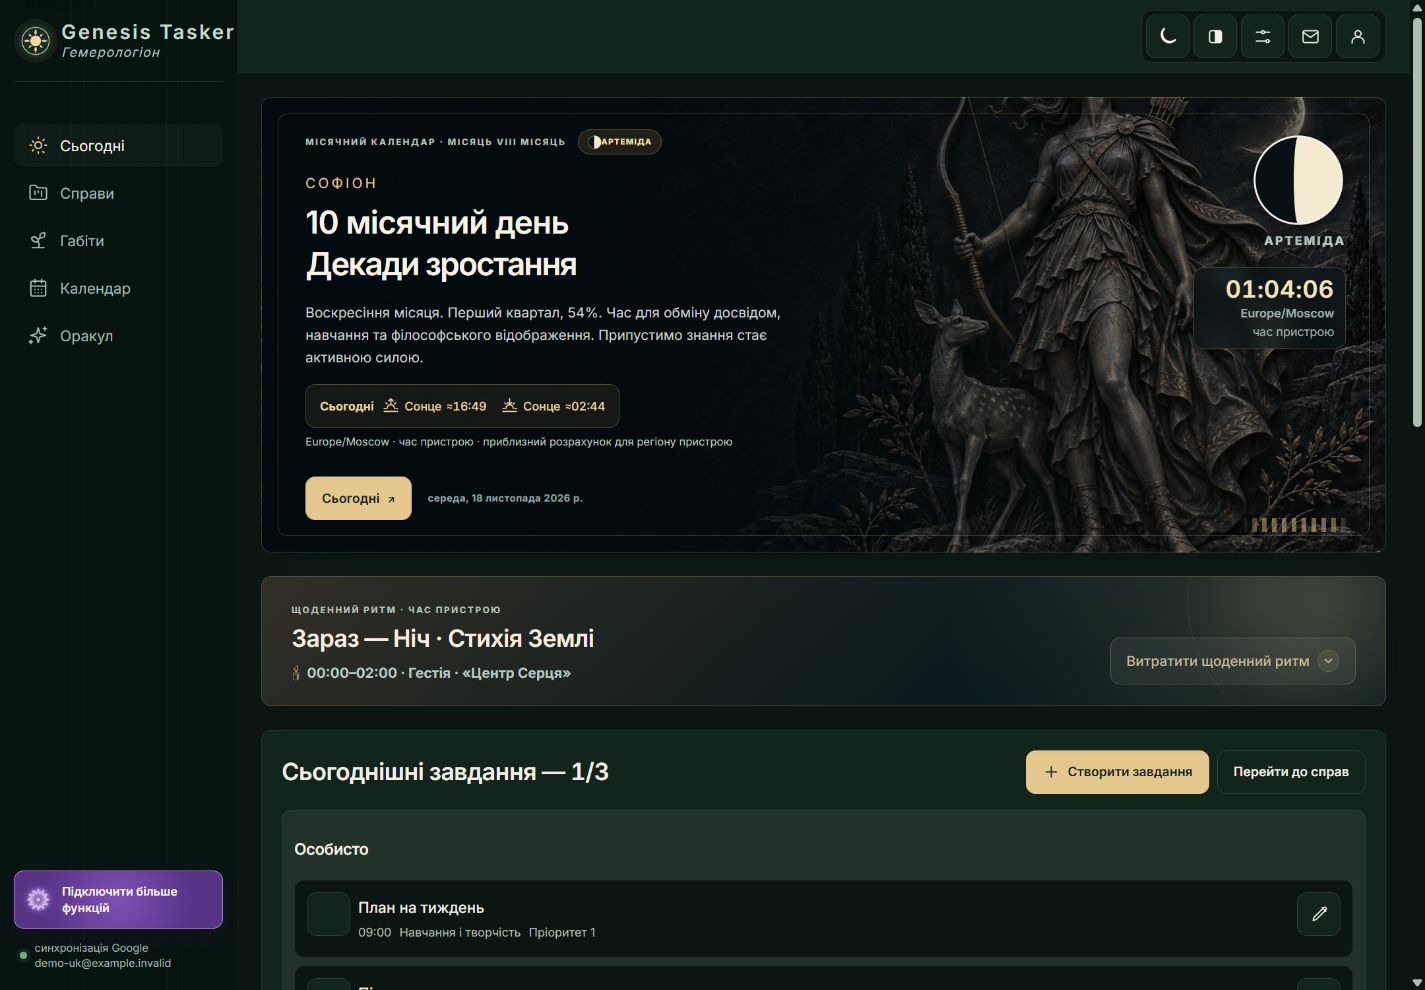 Genesis Tasker
Гемерологіон
Сьогодні
Справи
Габіти
Календар
Оракул
Підключити більше
функцій
синхронізація Google
demo-uk@example.invalid
МІСЯЧНИЙ КАЛЕНДАР · МІСЯЦЬ VIII МІСЯЦЬ
АРТЕМІДА
СОФІОН
10 місячний день
Декади зростання
Воскресіння місяця. Перший квартал, 54%. Час для обміну досвідом,
навчання та філософського відображення. Припустимо знання стає
активною силою.
Сьогодні Сонце ≈16:49 Сонце ≈02:44
Europe/Moscow · час пристрою · приблизний розрахунок для регіону пристрою
Сьогодні
середа, 18 листопада 2026 р.
АРТЕМІДА
01:04:06
Europe/Moscow
час пристрою
ЩОДЕННИЙ РИТМ · ЧАС ПРИСТРОЮ
Зараз — Ніч · Стихія Землі
00:00–02:00 · Гестія · «Центр Серця»
Витратити щоденний ритм
Сьогоднішні завдання — 1/3
Створити завдання
Перейти до справ
Особисто
План на тиждень
09:00 Навчання і творчість Пріоритет 1